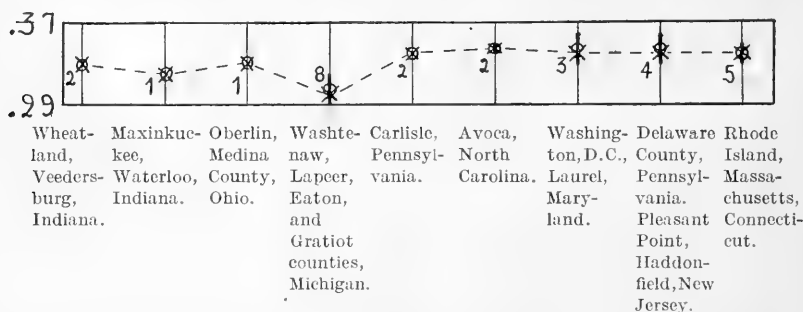 .37
2 1 1 8 2 2 3 4 5
.29
Wheat-
land,
Veeders-
burg,
Indiana.
Maxinkuc-
kee,
Waterloo,
Indiana.
Oberlin,
Medina
County,
Ohio.
Washte-
naw,
Lapeer,
Eaton,
and
Gratiot
counties,
Michigan.
Carlisle,
Pennsyl-
vania.
Avoca,
North
Carolina.
Washing-
ton, D.C.,
Laurel,
Mary-
land.
Delaware
County,
Pennsyl-
vania.
Pleasant
Point,
Haddon-
field, New
Jersey.
Rhode
Island,
Massa-
chusetts,
Connecti-
cut.